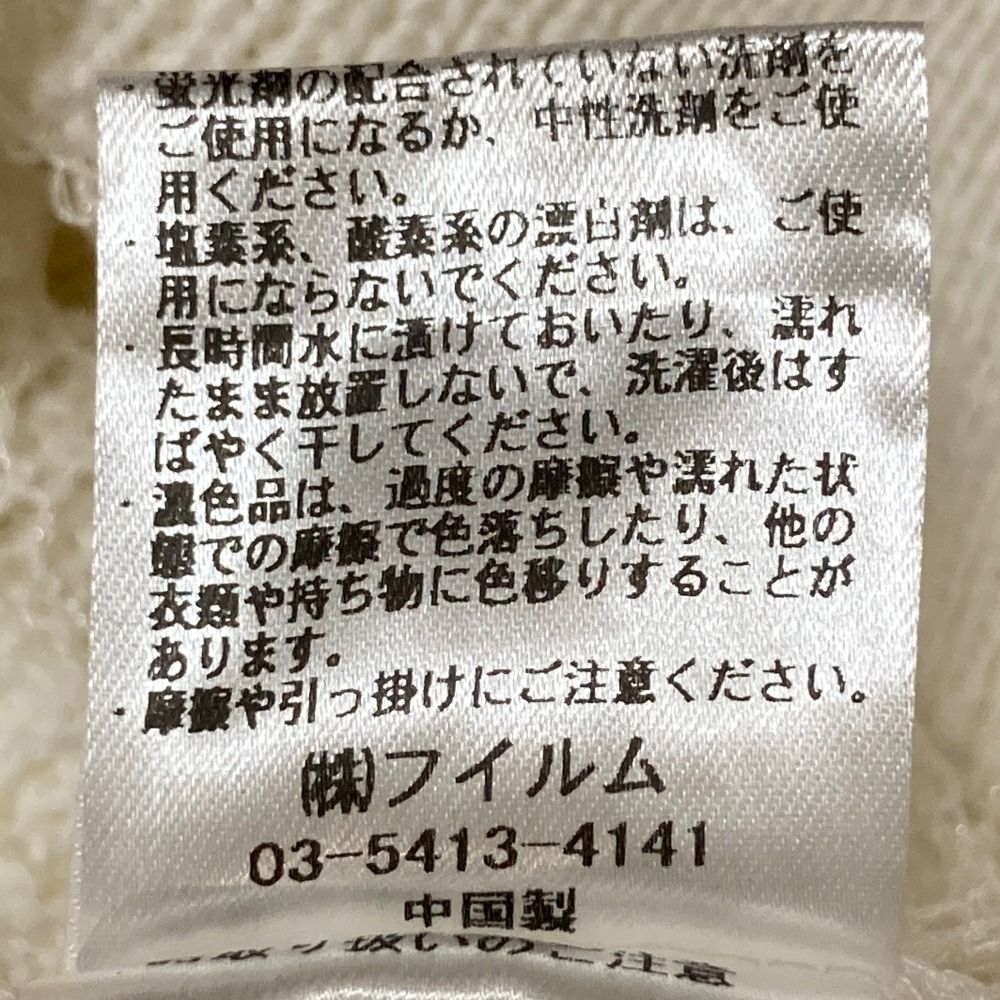 ・蛍光剤の配合されていない洗剤を
ご使用になるか、中性洗剤をご使
用ください。
・塩素系、酸素系の漂白剤は、ご使
用にならないでください。
・長時間水に漬けておいたり、濡れ
たまま放置しないで、洗濯後はす
ばやく干してください。
・濃色品は、過度の摩擦や濡れた状
態での摩擦で色落ちしたり、他の
衣類や持ち物に色移りすることが
あります。
・摩擦や引っ掛けにご注意ください。
㈱フイルム
03-5413-4141
中国製
取り扱いのご注意